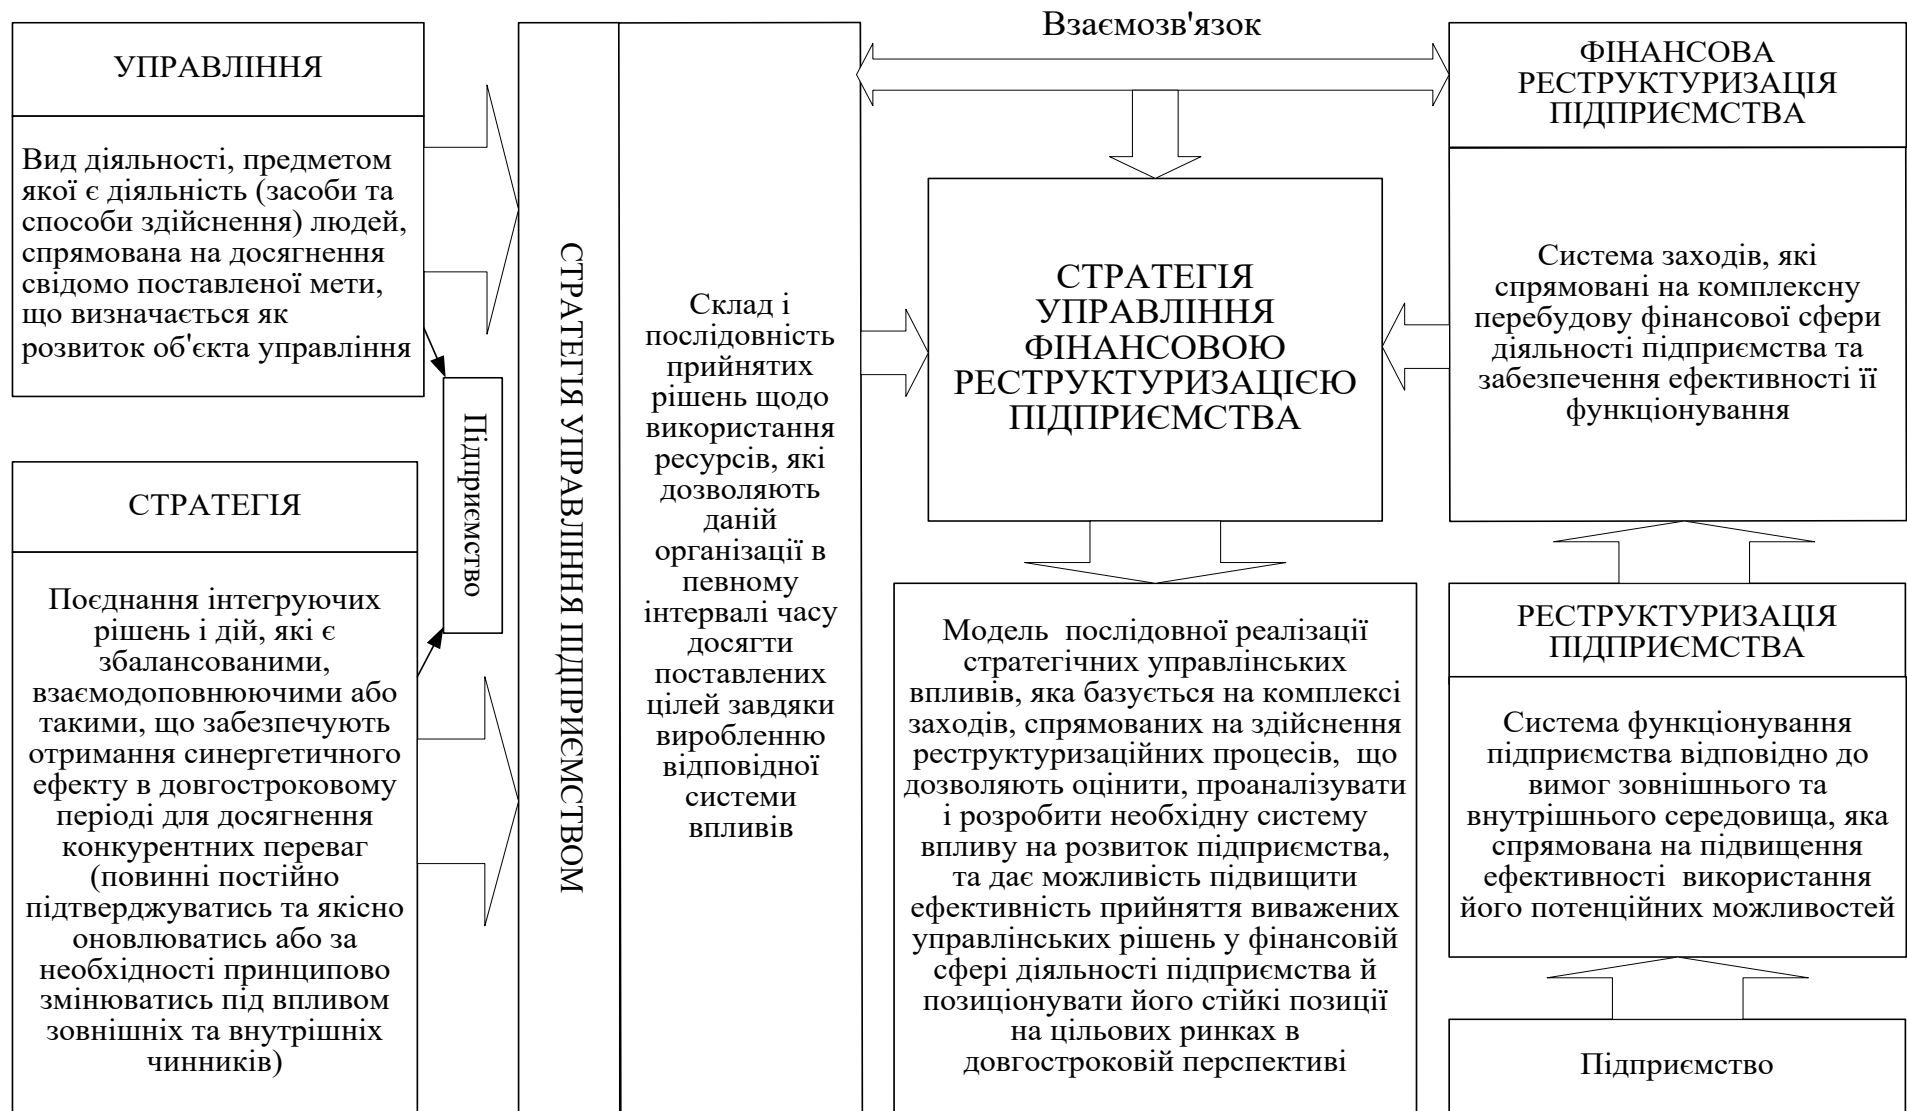 УПРАВЛІННЯ
Вид діяльності, предметом
якої є діяльність (засоби та
способи здійснення) людей,
спрямована на досягнення
свідомо поставленої мети,
що визначається як
розвиток об'єкта управління
СТРАТЕГІЯ
Поєднання інтегруючих
рішень і дій, які є
збалансованими,
взаємодоповнюючими або
такими, що забезпечують
отримання синергетичного
ефекту в довгостроковому
періоді для досягнення
конкурентних переваг
(повинні постійно
підтверджуватись та якісно
оновлюватись або за
необхідності принципово
змінюватись під впливом
зовнішніх та внутрішніх
чинників)
Підприємство
СТРАТЕГІЯ УПРАВЛІННЯ ПІДПРИЄМСТВОМ
Склад і
послідовність
прийнятих
рішень щодо
використання
ресурсів, які
дозволяють
даній
організації в
певному
інтервалі часу
досягти
поставлених
цілей завдяки
виробленню
відповідної
системи
впливів
Взаємозв'язок
СТРАТЕГІЯ
УПРАВЛІННЯ
ФІНАНСОВОЮ
РЕСТРУКТУРИЗАЦІЄЮ
ПІДПРИЄМСТВА
Модель послідовної реалізації
стратегічних управлінських
впливів, яка базується на комплексі
заходів, спрямованих на здійснення
реструктуризаційних процесів, що
дозволяють оцінити, проаналізувати
і розробити необхідну систему
впливу на розвиток підприємства,
та дає можливість підвищити
ефективність прийняття виважених
управлінських рішень у фінансовій
сфері діяльності підприємства й
позиціонувати його стійкі позиції
на цільових ринках в
довгостроковій перспективі
ФІНАНСОВА
РЕСТРУКТУРИЗАЦІЯ
ПІДПРИЄМСТВА
Система заходів, які
спрямовані на комплексну
перебудову фінансової сфери
діяльності підприємства та
забезпечення ефективності її
функціонування
РЕСТРУКТУРИЗАЦІЯ
ПІДПРИЄМСТВА
Система функціонування
підприємства відповідно до
вимог зовнішнього та
внутрішнього середовища, яка
спрямована на підвищення
ефективності використання
його потенційних можливостей
Підприємство